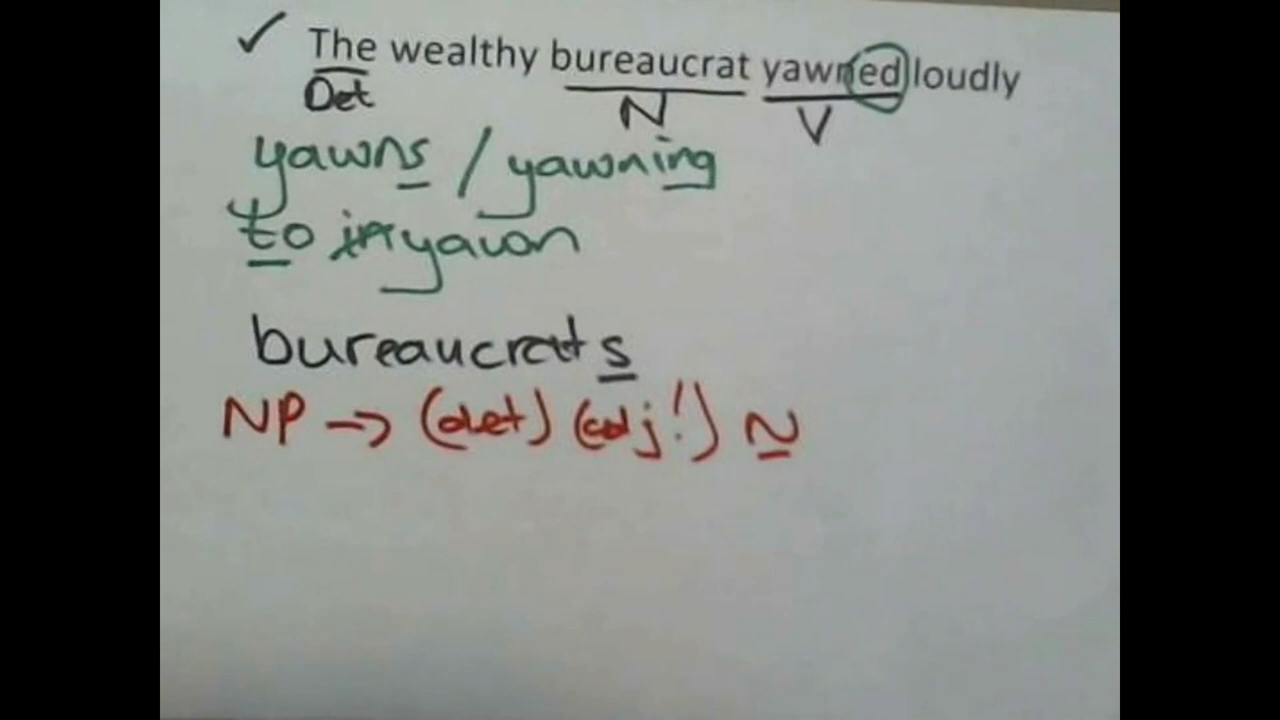 ✓ The wealthy bureaucrat yawned loudly
Det N V
yawns / yawning
to yawn
bureaucrats
NP → (det) (adj!) N